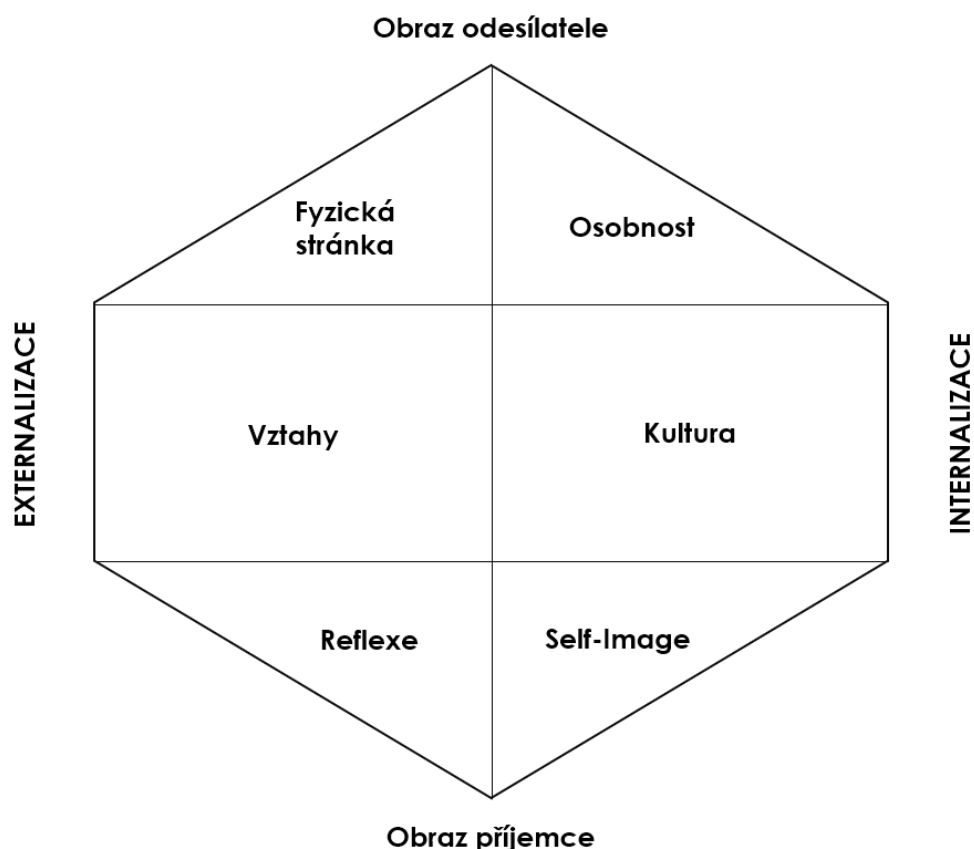 Obraz odesílatele
Fyzická
stránka
Osobnost
EXTERNALIZACE
Vztahy
Kultura
INTERNALIZACE
Reflexe
Self-Image
Obraz příjemce